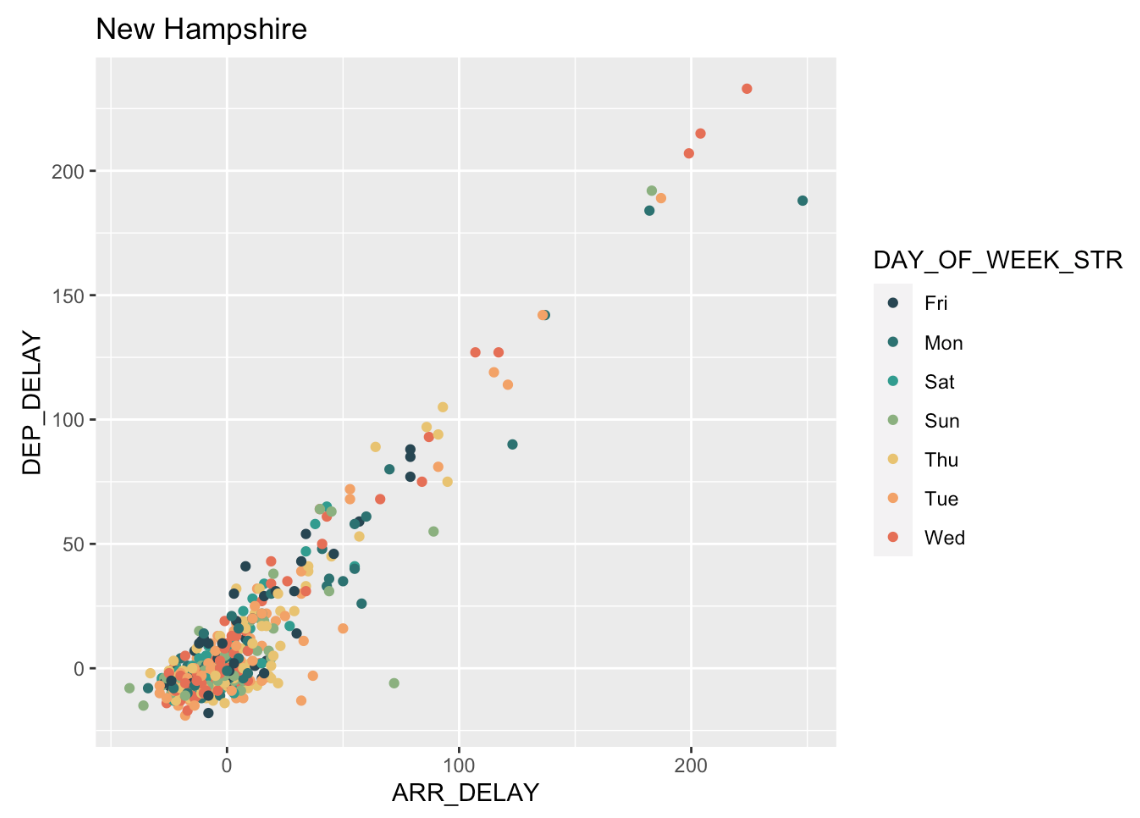 New Hampshire
DEP_DELAY
200
150
100
50
0
0
100
200
ARR_DELAY
DAY_OF_WEEK_STR
Fri
Mon
Sat
Sun
Thu
Tue
Wed